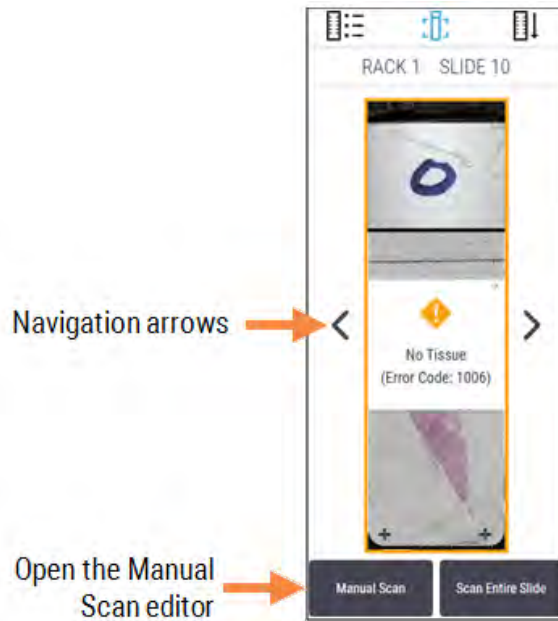 RACK 1 SLIDE 10
Navigation arrows
No Tissue
(Error Code: 1006)
Open the Manual
Scan editor
Manual Scan
Scan Entire Slide